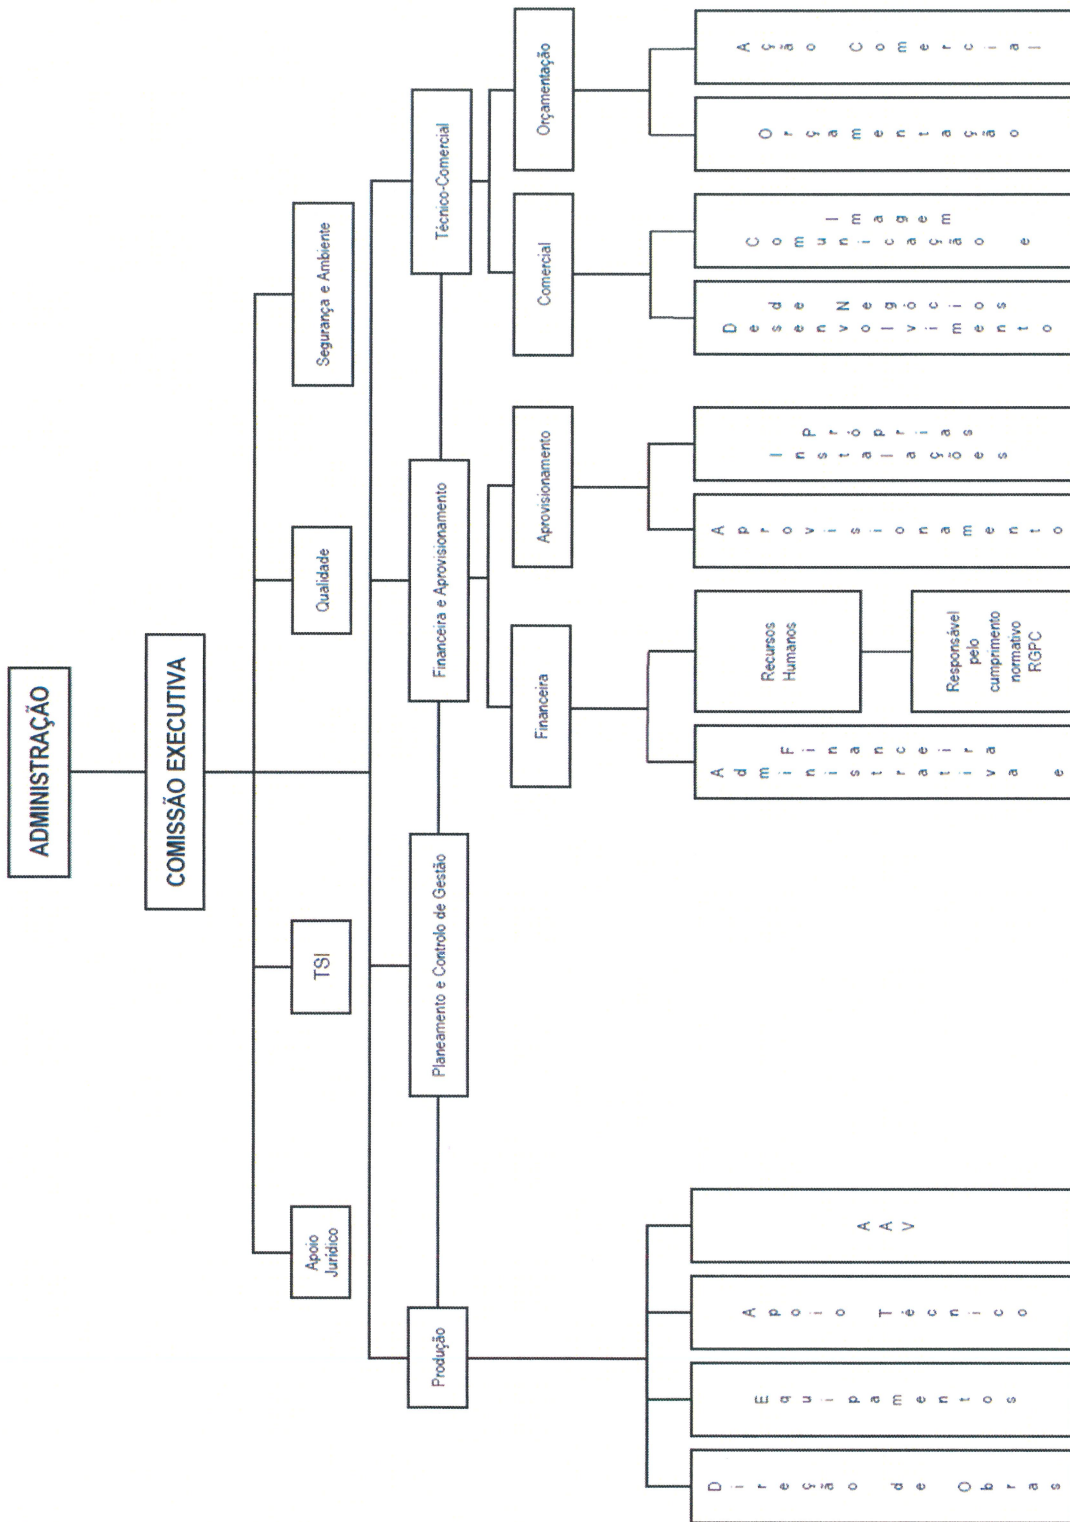 ADMINISTRAÇÃO
COMISSÃO EXECUTIVA
Apoio
Jurídico
TSI
Qualidade
Segurança e Ambiente
Produção
Planeamento e Controlo de Gestão
Financeira e Aprovisionamento
Técnico-Comercial
Financeira
Aprovisionamento
Comercial
Orçamentação
Direção de Obras
Equipamentos
Apoio Técnico
AAV
Administrativa e
Financeira
Recursos
Humanos
Responsável
pelo
cumprimento
normativo
RGPC
Aprovisionamento
Instalações
Próprias
Desenvolvimento
de Negócios
Comunicação e
Imagem
Orçamentação
Ação Comercial